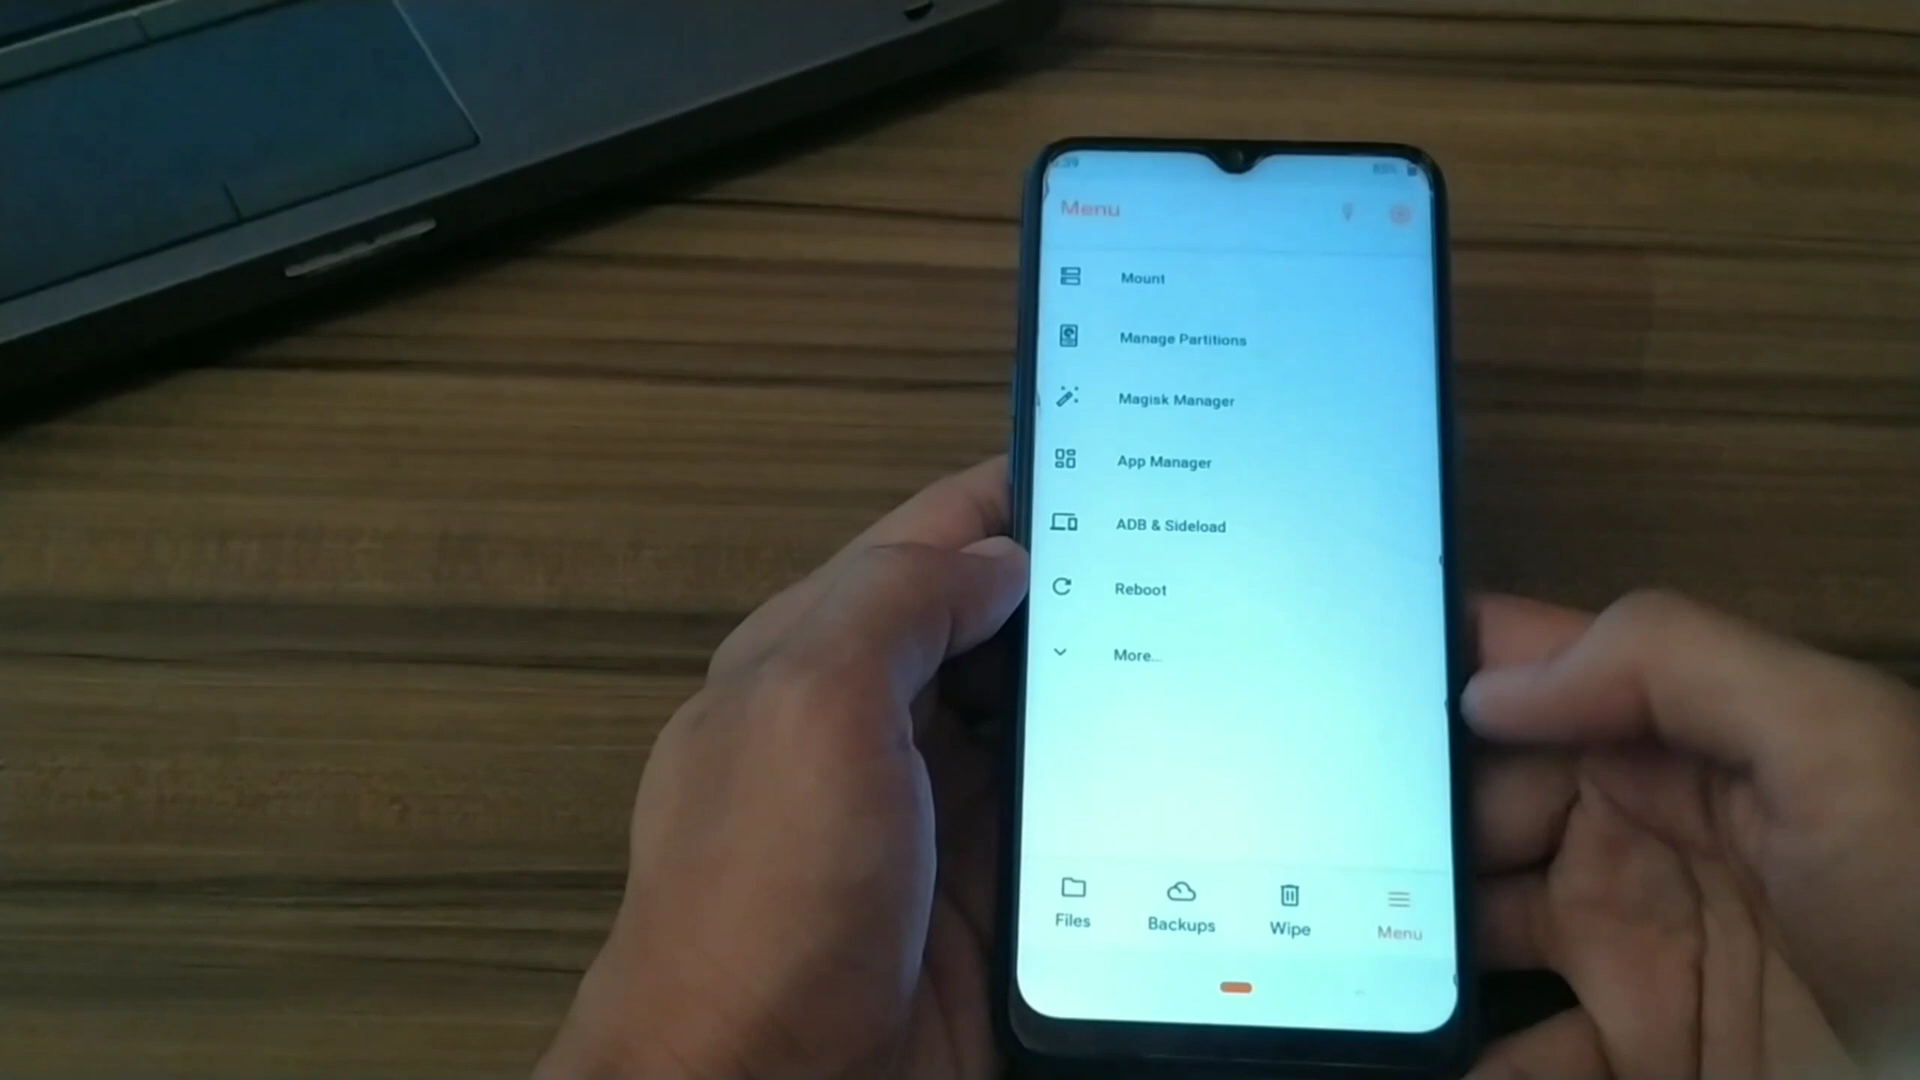 Menu
Mount
Manage Partitions
Magisk Manager
App Manager
ADB & Sideload
Reboot
More...
Files
Backups
Wipe
Menu